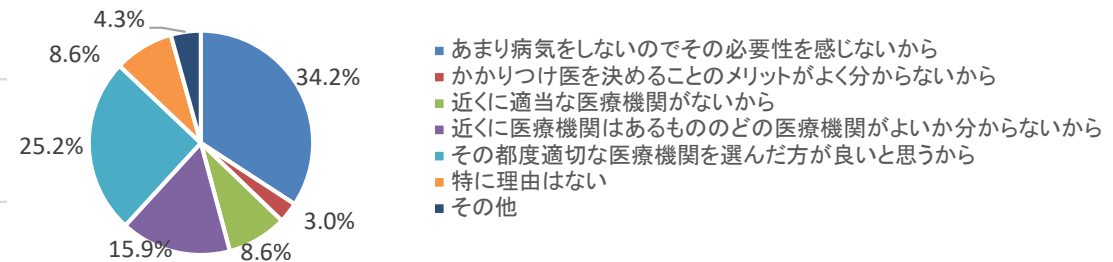 4.3%
8.6%
34.2%
25.2%
3.0%
15.9%
8.6%
あまり病気をしないのでその必要性を感じないから
かかりつけ医を決めることのメリットがよく分からないから
近くに適当な医療機関がないから
近くに医療機関はあるもののどの医療機関がよいか分からないから
その都度適切な医療機関を選んだ方が良いと思うから
特に理由はない
その他